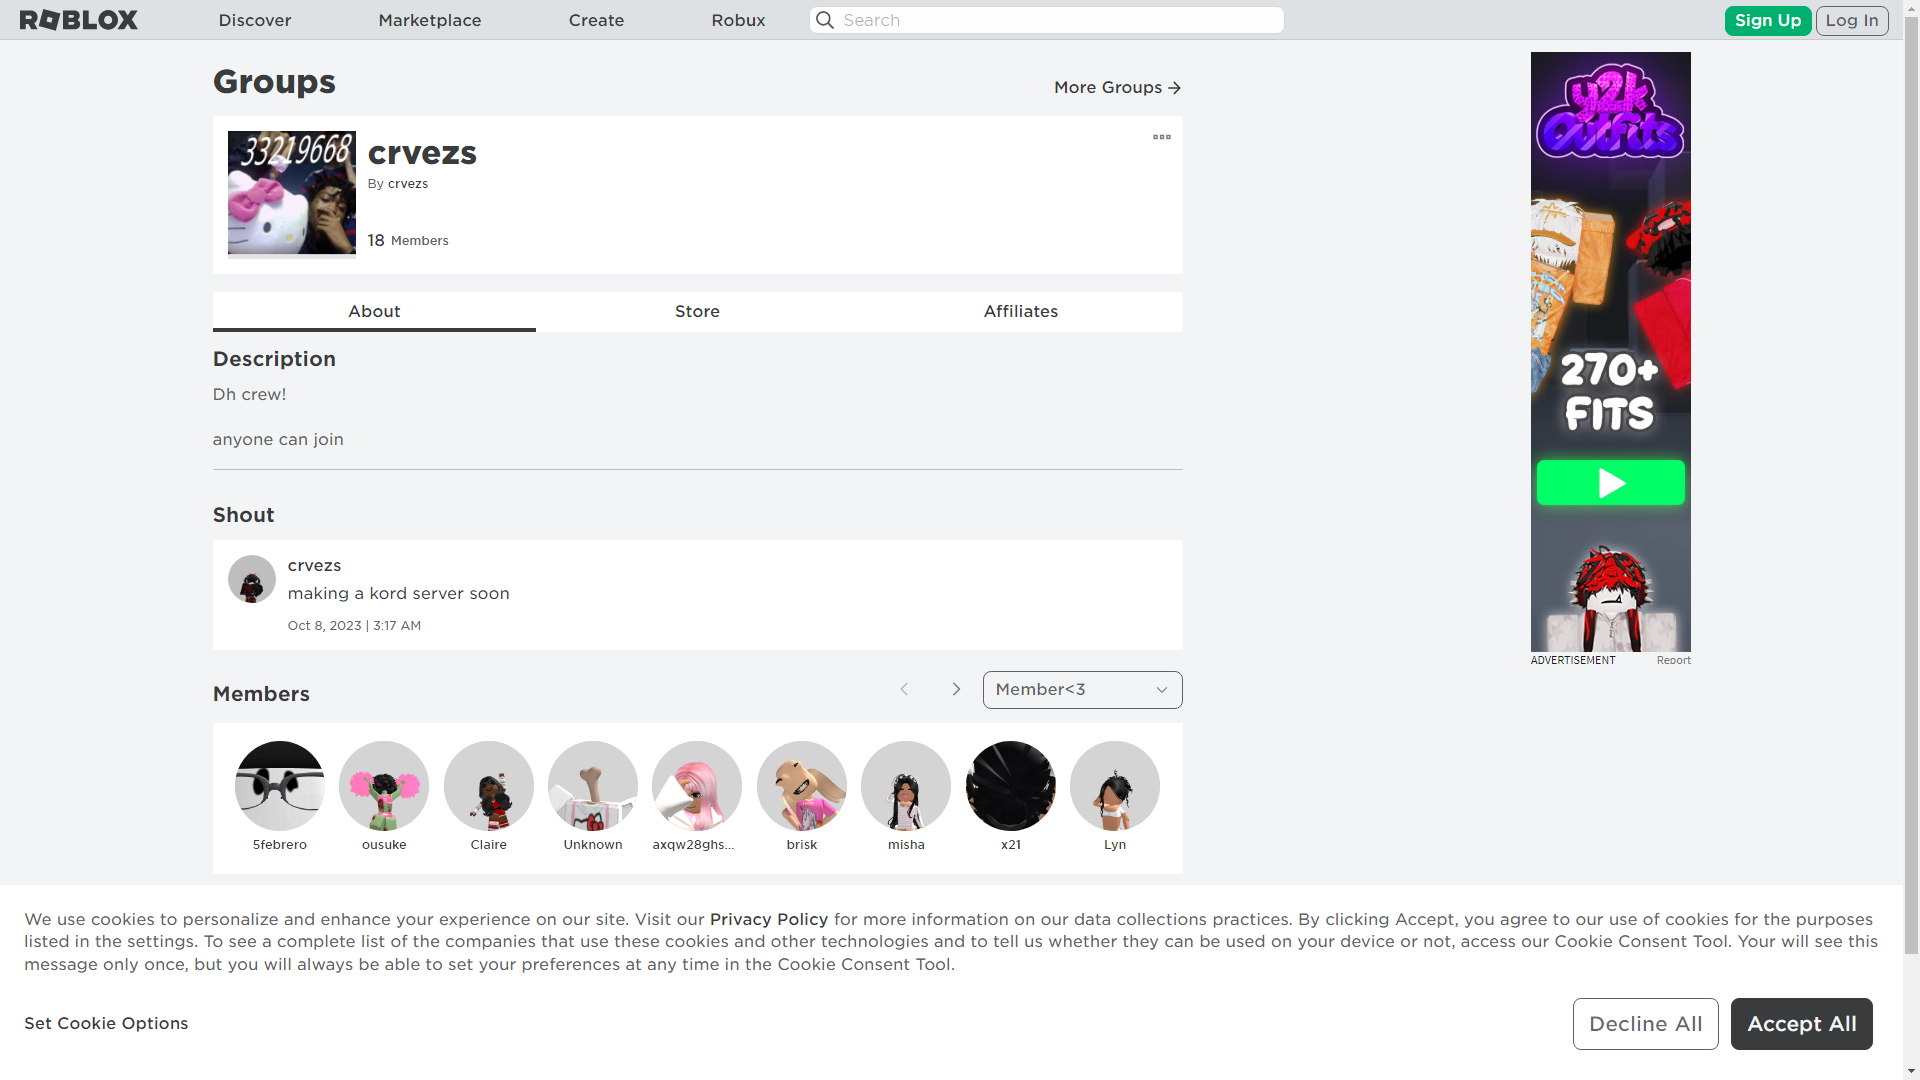 ROBLOX
Discover
Marketplace
Create
Robux
Search
Sign Up
Log In
Groups
More Groups
33219668
crvezs
By crvezs
18 Members
About
Store
Affiliates
Description
Dh crew!
anyone can join
Shout
crvezs
making a kord server soon
Oct 8, 2023 | 3:17 AM
Members
Member<3
5febrero
ousuke
Claire
Unknown
axqw28ghs...
brisk
misha
x21
Lyn
y2k
Outfits
270+
FITS
ADVERTISEMENT
Report
We use cookies to personalize and enhance your experience on our site. Visit our Privacy Policy for more information on our data collections practices. By clicking Accept, you agree to our use of cookies for the purposes
listed in the settings. To see a complete list of the companies that use these cookies and other technologies and to tell us whether they can be used on your device or not, access our Cookie Consent Tool. Your will see this
message only once, but you will always be able to set your preferences at any time in the Cookie Consent Tool.
Set Cookie Options
Decline All
Accept All